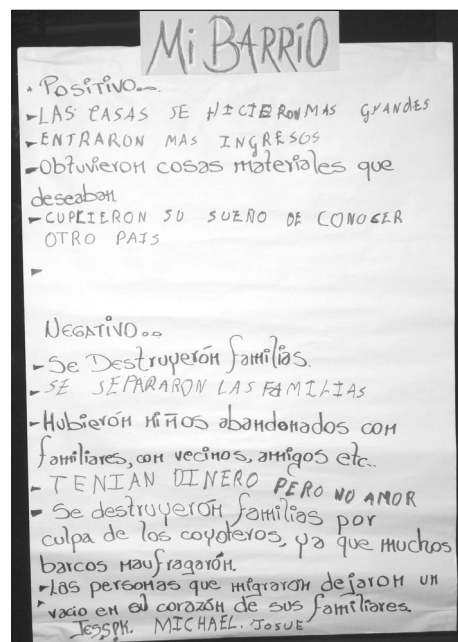 Mi BARRiO
• POSITIVO...
- LAS CASAS SE HICIERON MAS GRANDES
- ENTRARON MAS INGRESOS
- Obtuvieron cosas materiales que
deseaban
- CUPLIERON SU SUEÑO DE CONOCER
OTRO PAIS
-
NEGATIVO...
- Se Destruyerón familias.
- SE SEPARARON LAS FAMILIAS
- Hubierón niños abandonados con
familiares, con vecinos, amigos etc..
- TENIAN DINERO PERO NO AMOR
- Se destruyerón familias por
culpa de los coyoteros, ya que muchos
barcos naufragarón.
- Las personas que migrarón dejarón un
vacio en el corazón de sus familiares.
MICHAEL. Josue